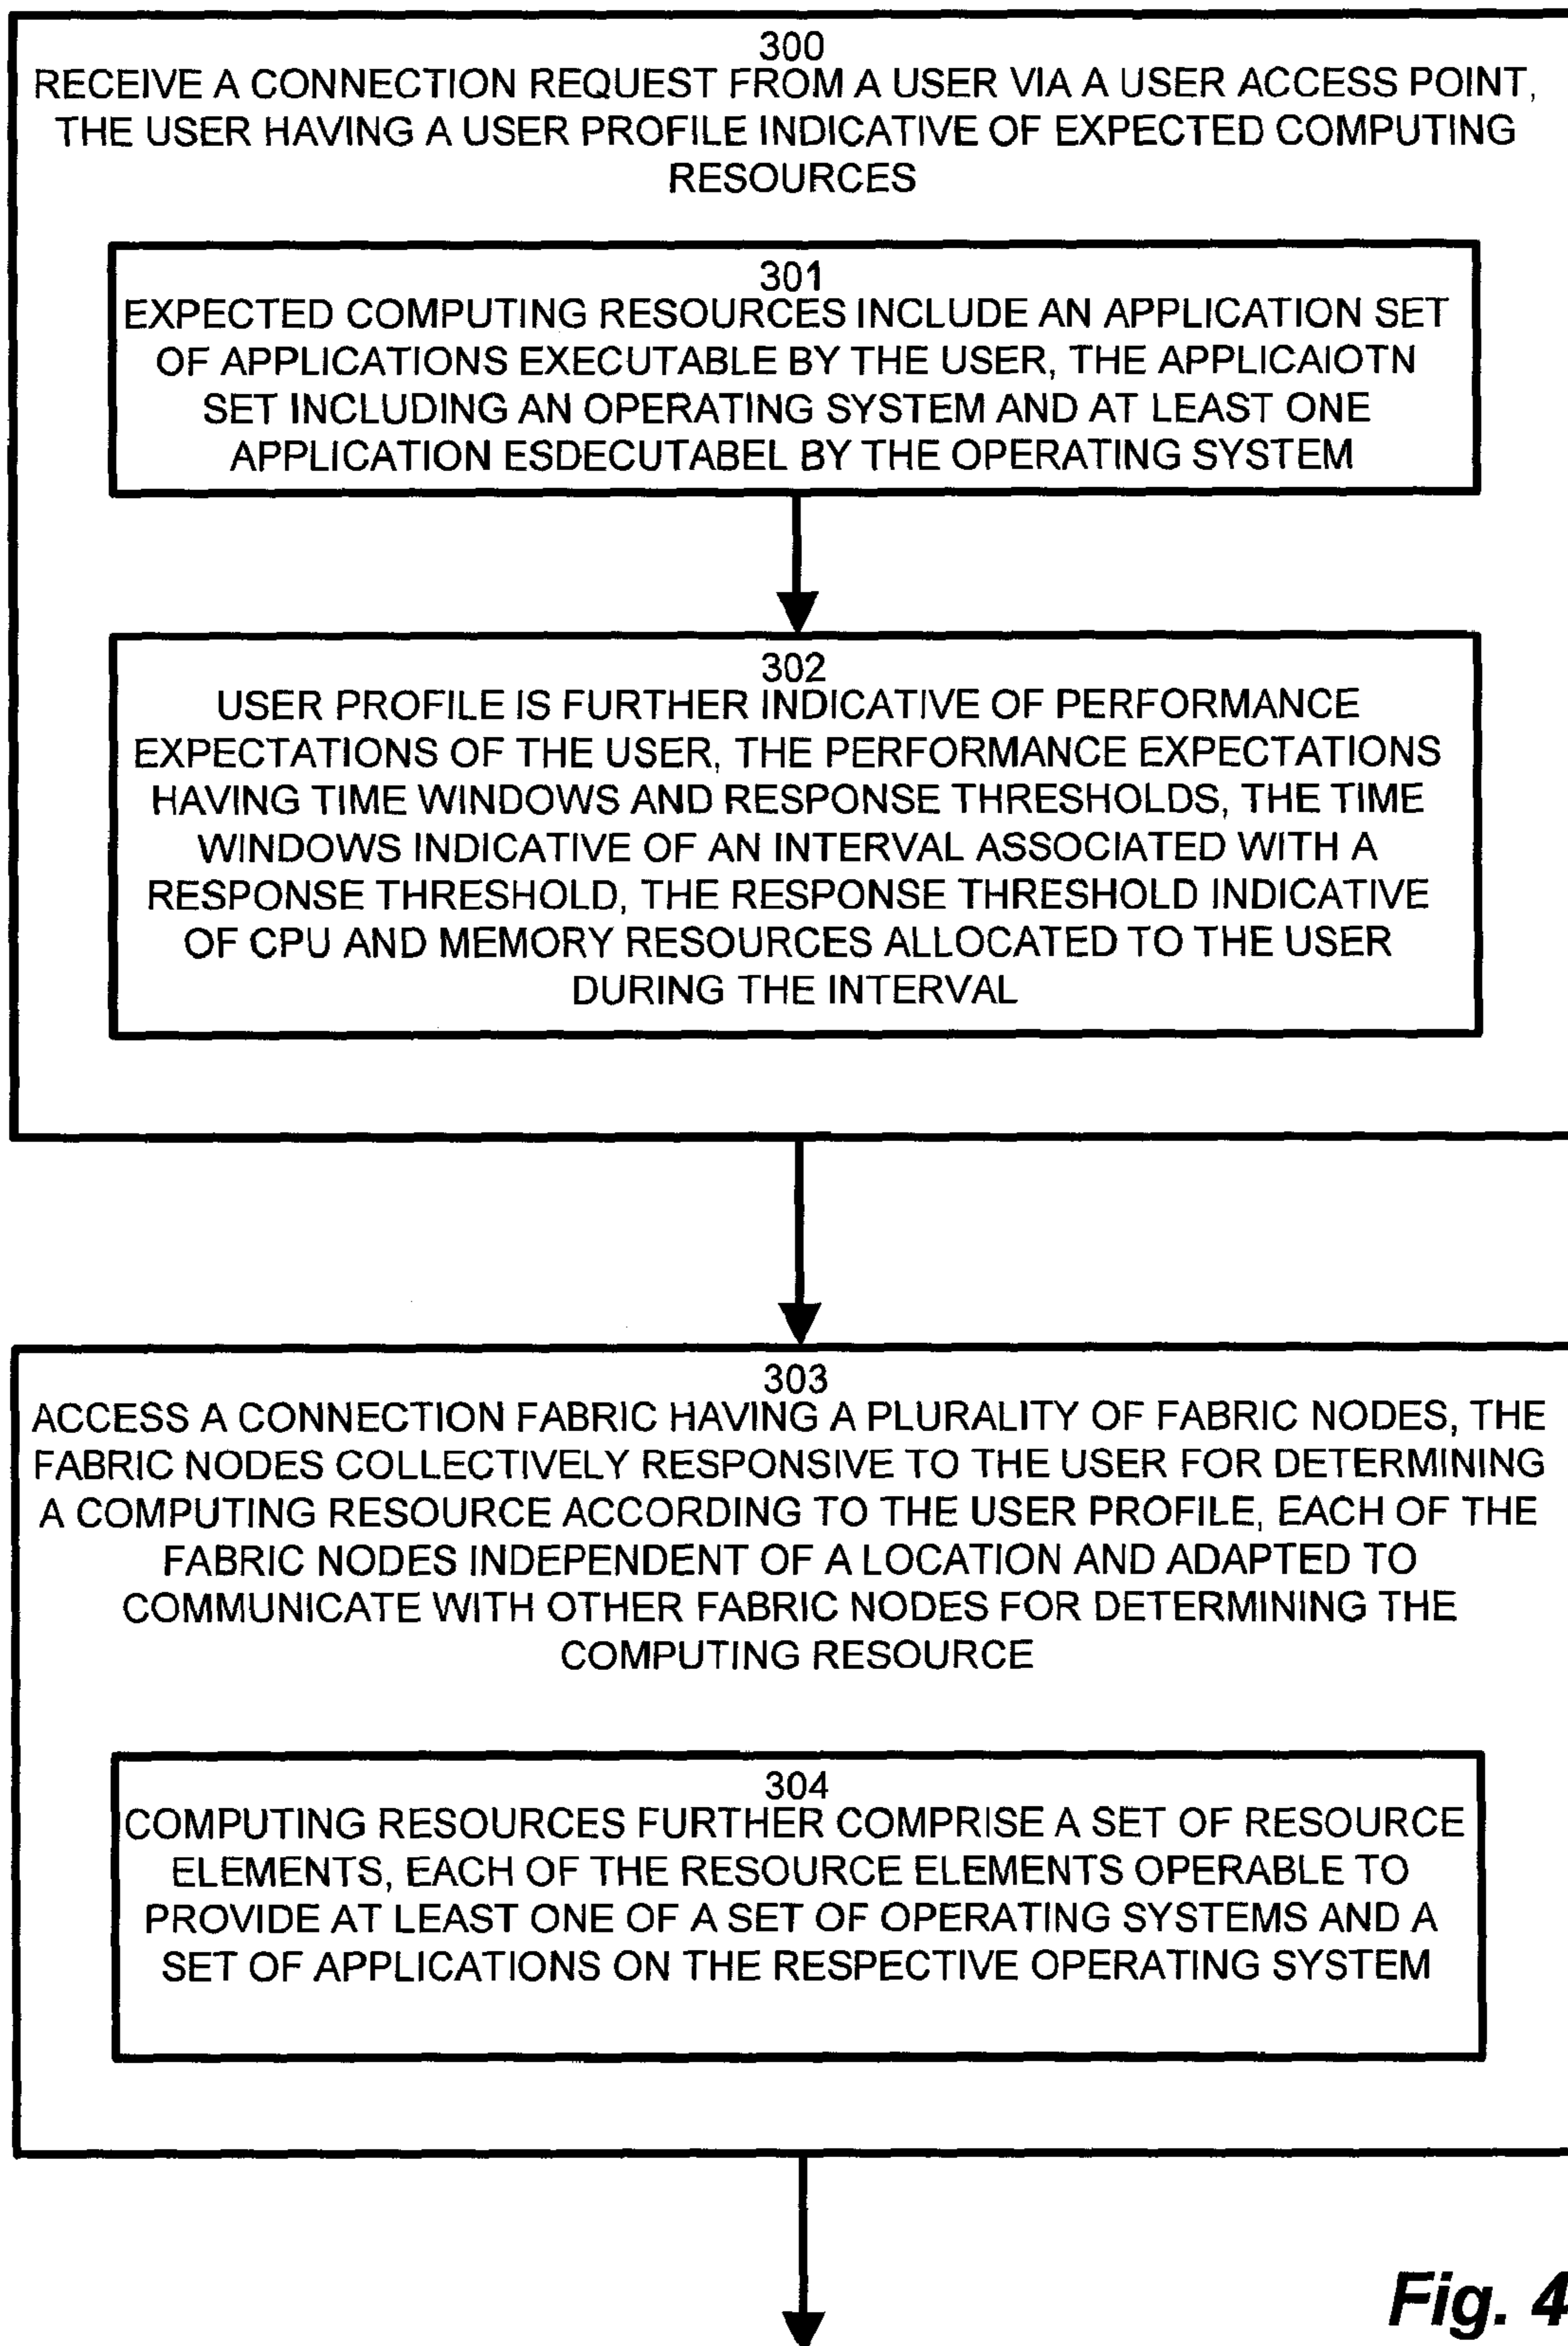 300
RECEIVE A CONNECTION REQUEST FROM A USER VIA A USER ACCESS POINT,
THE USER HAVING A USER PROFILE INDICATIVE OF EXPECTED COMPUTING
RESOURCES
301
EXPECTED COMPUTING RESOURCES INCLUDE AN APPLICATION SET
OF APPLICATIONS EXECUTABLE BY THE USER, THE APPLICAIOTN
SET INCLUDING AN OPERATING SYSTEM AND AT LEAST ONE
APPLICATION ESDECUTABEL BY THE OPERATING SYSTEM
302
USER PROFILE IS FURTHER INDICATIVE OF PERFORMANCE
EXPECTATIONS OF THE USER, THE PERFORMANCE EXPECTATIONS
HAVING TIME WINDOWS AND RESPONSE THRESHOLDS, THE TIME
WINDOWS INDICATIVE OF AN INTERVAL ASSOCIATED WITH A
RESPONSE THRESHOLD, THE RESPONSE THRESHOLD INDICATIVE
OF CPU AND MEMORY RESOURCES ALLOCATED TO THE USER
DURING THE INTERVAL
303
ACCESS A CONNECTION FABRIC HAVING A PLURALITY OF FABRIC NODES, THE
FABRIC NODES COLLECTIVELY RESPONSIVE TO THE USER FOR DETERMINING
A COMPUTING RESOURCE ACCORDING TO THE USER PROFILE, EACH OF THE
FABRIC NODES INDEPENDENT OF A LOCATION AND ADAPTED TO
COMMUNICATE WITH OTHER FABRIC NODES FOR DETERMINING THE
COMPUTING RESOURCE
304
COMPUTING RESOURCES FURTHER COMPRISE A SET OF RESOURCE
ELEMENTS, EACH OF THE RESOURCE ELEMENTS OPERABLE TO
PROVIDE AT LEAST ONE OF A SET OF OPERATING SYSTEMS AND A
SET OF APPLICATIONS ON THE RESPECTIVE OPERATING SYSTEM
Fig. 4